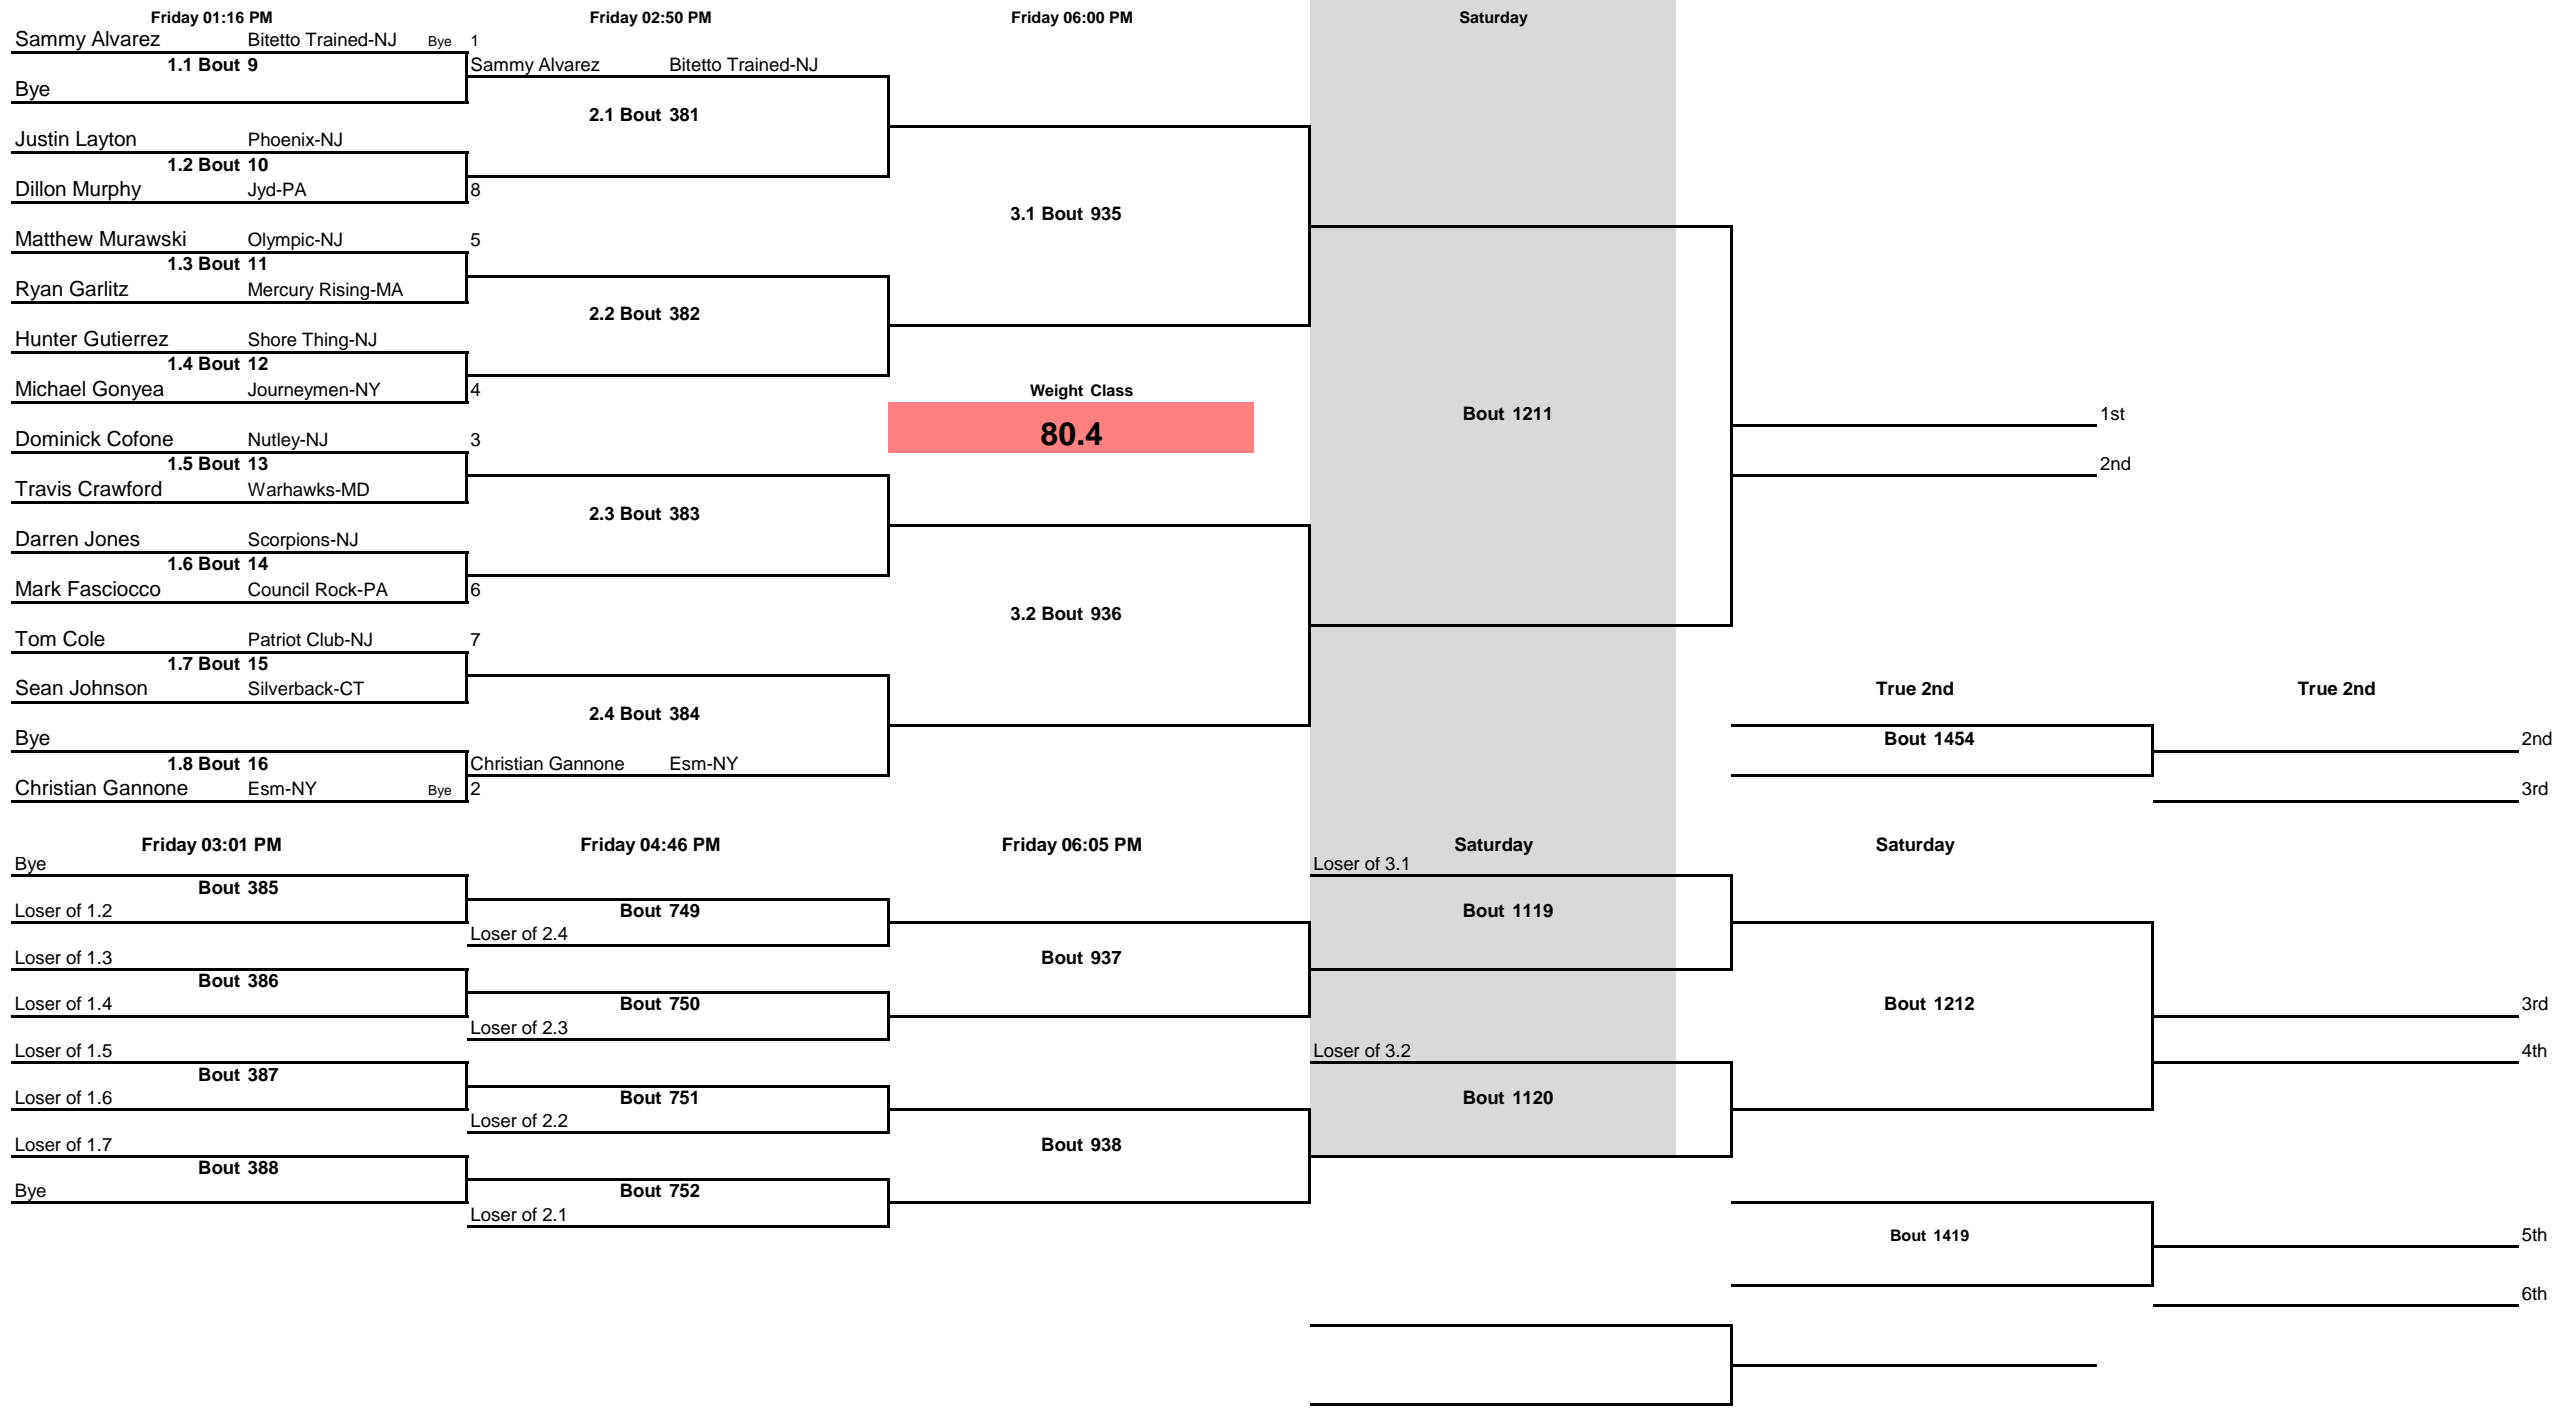 Friday 01:16 PM Friday 02:50 PM Friday 06:00 PM Saturday
Sammy Alvarez Bitetto Trained-NJ Bye 1
1.1 Bout 9 Sammy Alvarez Bitetto Trained-NJ
Bye
2.1 Bout 381
Justin Layton Phoenix-NJ
1.2 Bout 10
Dillon Murphy Jyd-PA 8
3.1 Bout 935
Matthew Murawski Olympic-NJ 5
1.3 Bout 11
Ryan Garlitz Mercury Rising-MA
2.2 Bout 382
Hunter Gutierrez Shore Thing-NJ
1.4 Bout 12
Michael Gonyea Journeymen-NY 4 Weight Class
Bout 1211 1st
80.4
Dominick Cofone Nutley-NJ 3
1.5 Bout 13 2nd
Travis Crawford Warhawks-MD
2.3 Bout 383
Darren Jones Scorpions-NJ
1.6 Bout 14
Mark Fasciocco Council Rock-PA 6
3.2 Bout 936
Tom Cole Patriot Club-NJ 7
1.7 Bout 15
Sean Johnson Silverback-CT True 2nd True 2nd
2.4 Bout 384
Bye Bout 1454 2nd
1.8 Bout 16 Christian Gannone Esm-NY
Christian Gannone Esm-NY Bye 2 3rd
Friday 03:01 PM Friday 04:46 PM Friday 06:05 PM Saturday Saturday
Bye Loser of 3.1
Bout 385
Loser of 1.2 Bout 749 Bout 1119
Loser of 2.4
Loser of 1.3 Bout 937
Bout 386
Loser of 1.4 Bout 750 Bout 1212 3rd
Loser of 2.3
Loser of 1.5 Loser of 3.2 4th
Bout 387
Loser of 1.6 Bout 751 Bout 1120
Loser of 2.2
Loser of 1.7 Bout 938
Bout 388
Bye Bout 752
Loser of 2.1
Bout 1419 5th
6th